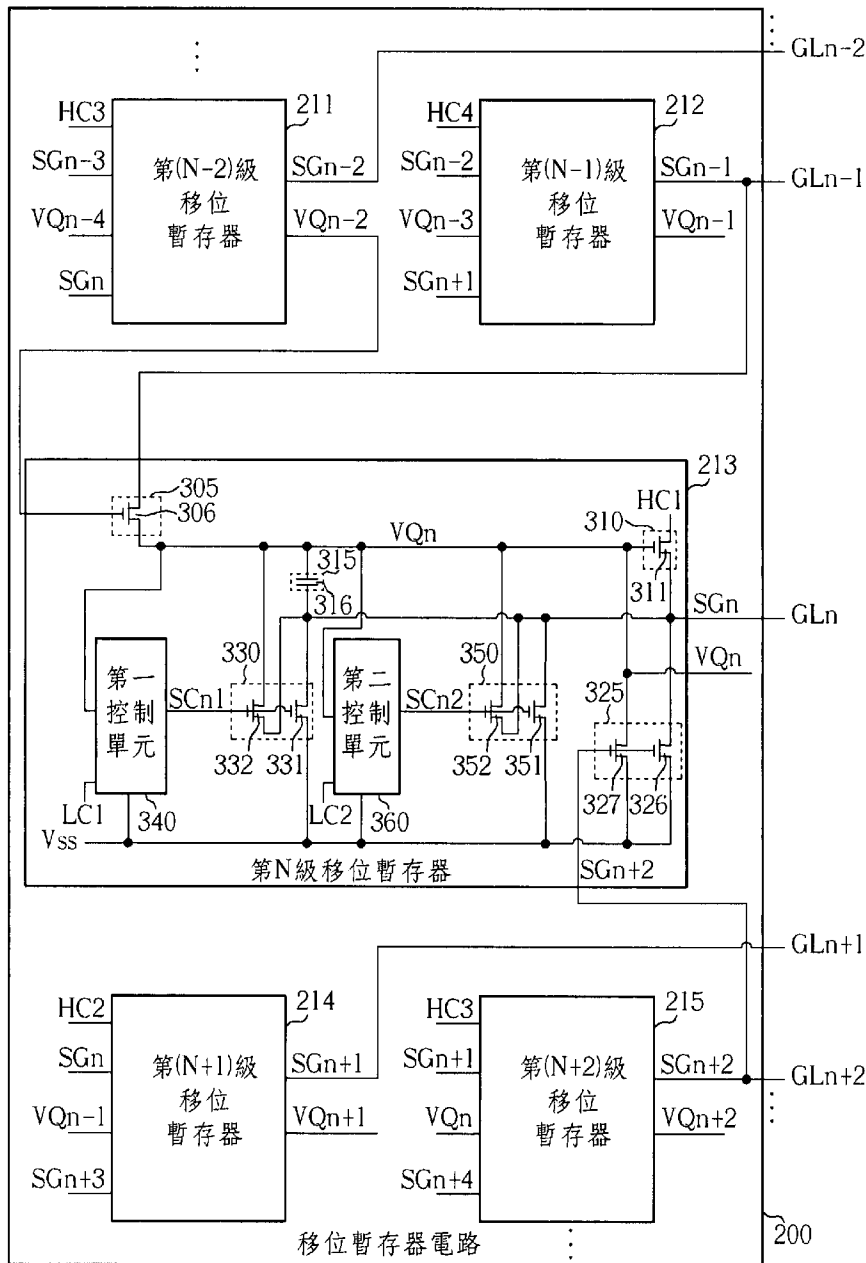 GLn-2
211
212
HC3
第(N-2)級
移位
暫存器
HC4
第(N-1)級
移位
暫存器
SGn-3
SGn-2
SGn-2
SGn-1
GLn-1
VQn-4
VQn-2
VQn-3
VQn-1
SGn
SGn+1
213
305
306
HC1
310
311
VQn
315
316
SGn
GLn
VQn
第一
控制
單元
SCn1
330
332
331
第二
控制
單元
SCn2
350
352
351
325
327
326
LC1
340
LC2
360
Vss
第N級移位暫存器
SGn+2
GLn+1
214
215
HC2
第(N+1)級
移位
暫存器
HC3
第(N+2)級
移位
暫存器
SGn
SGn+1
SGn+1
SGn+2
GLn+2
VQn-1
VQn+1
VQn
VQn+2
SGn+3
SGn+4
移位暫存器電路
200